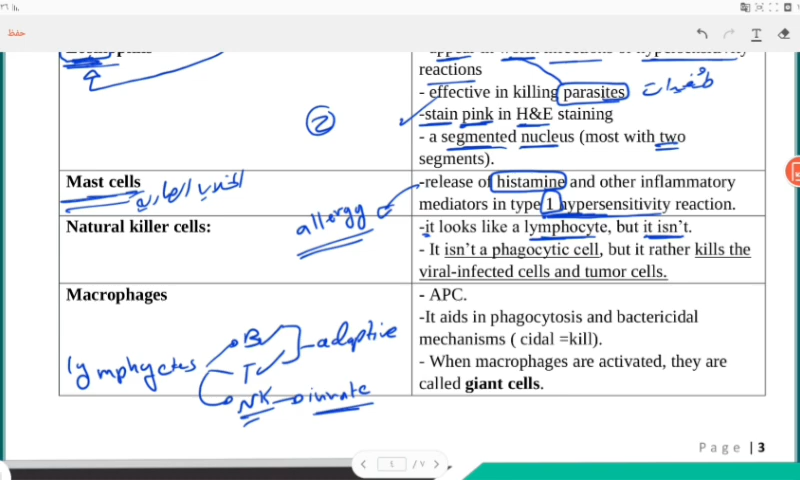 حفظ
reactions
- effective in killing parasites
طفيليات
-stain pink in H&E staining
2
- a segmented nucleus (most with two
segments).
Mast cells
-release of histamine and other inflammatory
mediators in type 1 hypersensitivity reaction.
allergy
Natural killer cells:
-it looks like a lymphocyte, but it isn't.
- It isn't a phagocytic cell, but it rather kills the
viral-infected cells and tumor cells.
Macrophages
- APC.
-It aids in phagocytosis and bactericidal
mechanisms ( cidal =kill).
- When macrophages are activated, they are
called giant cells.
lymphyctes
B
T
adaptive
NK
innate
Page | 3